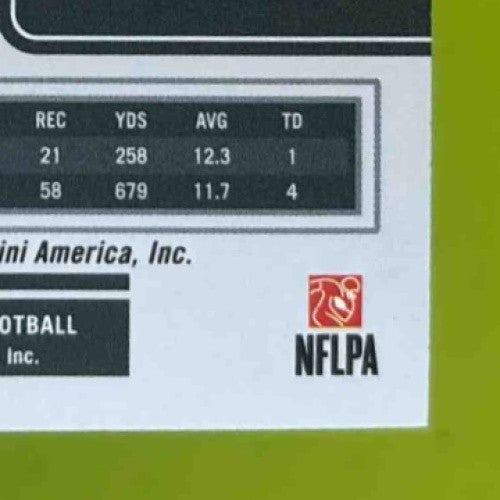 REC YDS AVG TD
21 258 12.3 1
58 679 11.7 4
ini America, Inc.
OTBALL
Inc.
NFLPA